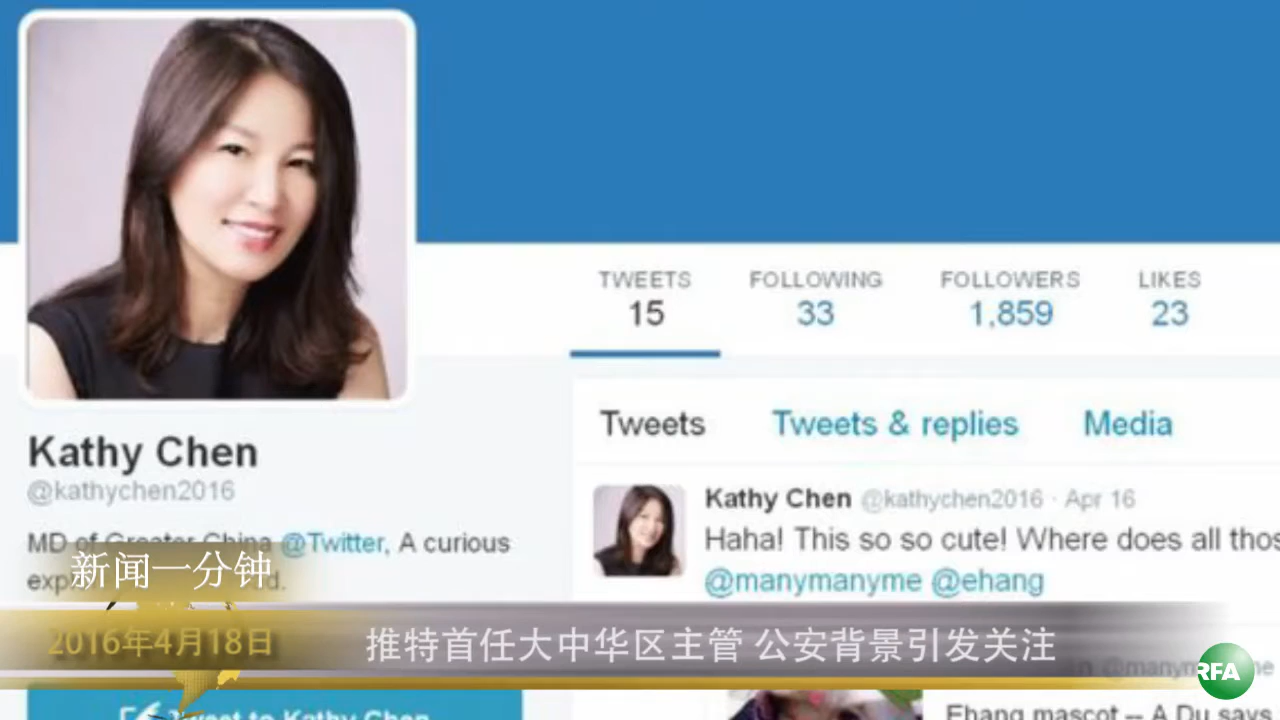 TWEETS FOLLOWING FOLLOWERS LIKES
15 33 1,859 23
Tweets Tweets & replies Media
Kathy Chen
@kathychen2016
MD of Greater China @Twitter, A curious
Kathy Chen @kathychen2016 · Apr 16
Haha! This so so cute! Where does all thos
@manymanyme @ehang
新闻一分钟
2016年4月18日
推特首任大中华区主管 公安背景引发关注
RFA
Tweet to Kathy Chen
Ehang mascot -- A Du says